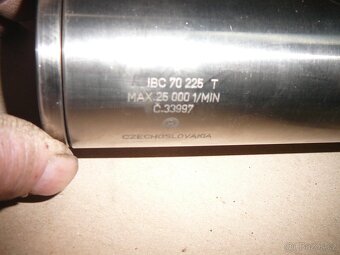 IBC 70 225 T
MAX.25 000 1/MIN
Č.33997
CZECHOSLOVAKIA